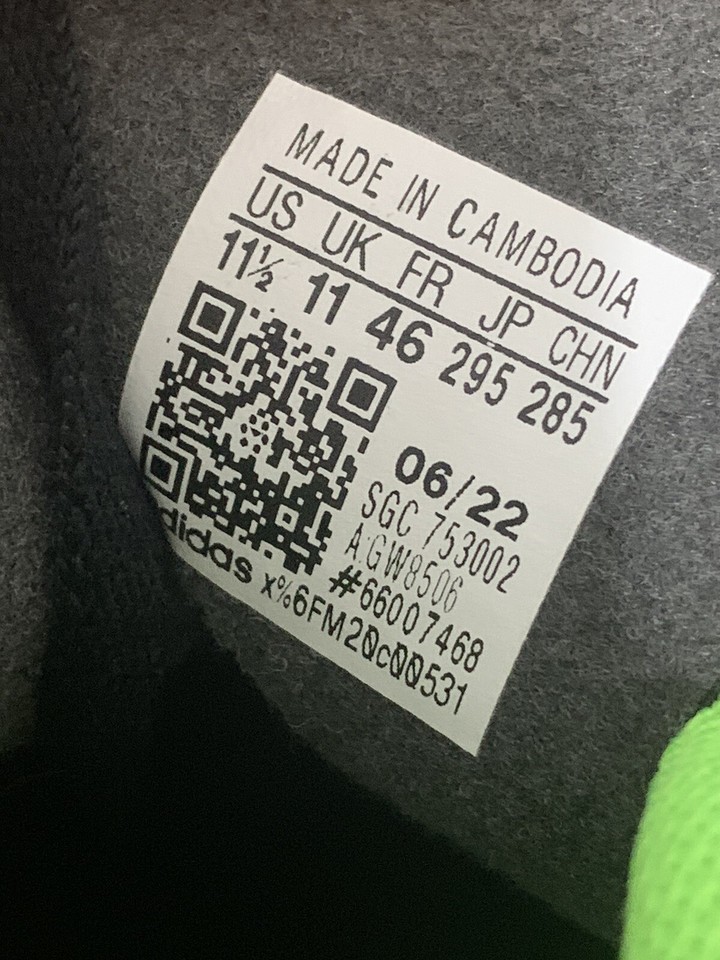 MADE IN CAMBODIA
US UK FR JP CHN
11½ 11 46 295 285
06/22
SGC 753002
A:GW8506
#66007468
adidas x%6FM20c00531